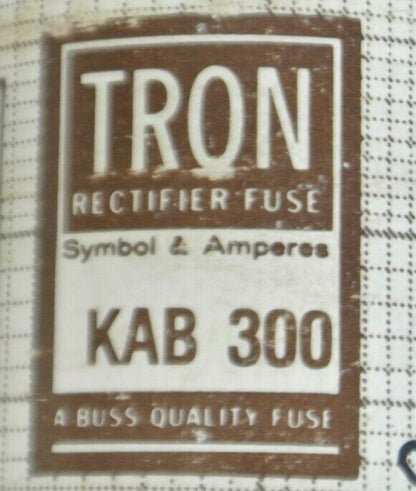 TRON
RECTIFIER FUSE
Symbol & Amperes
KAB 300
A BUSS QUALITY FUSE